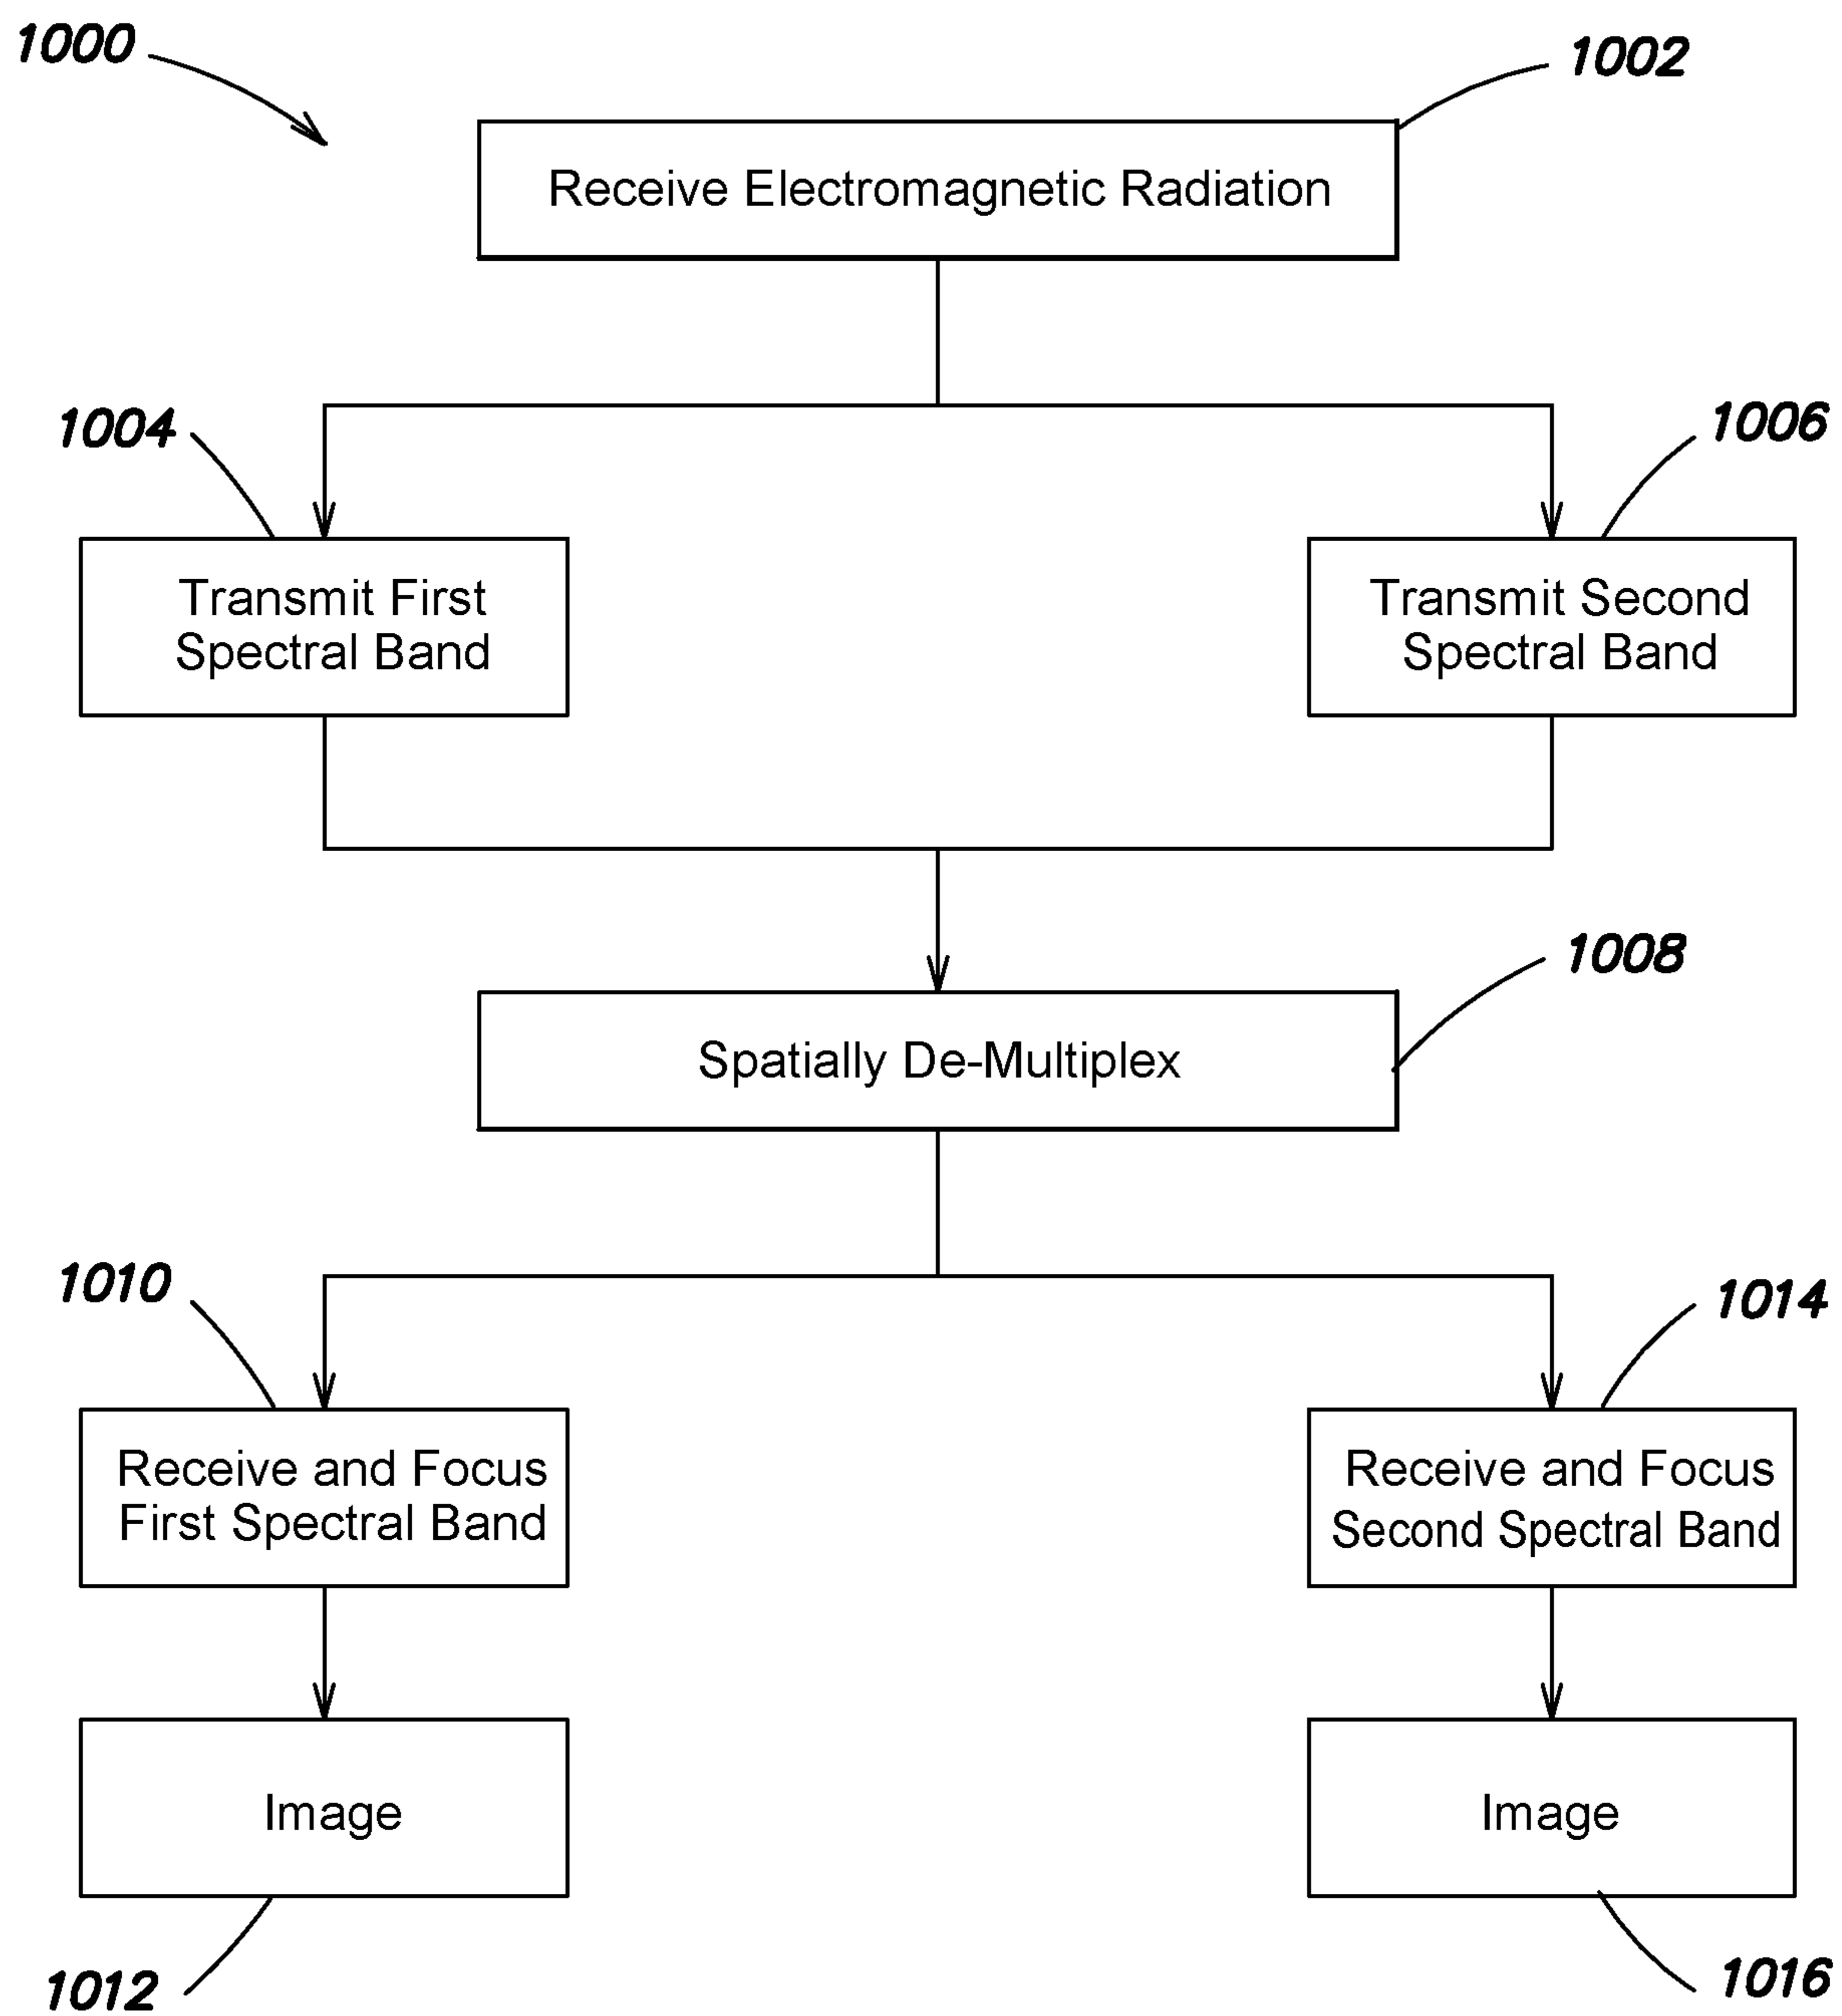 1000
1002
Receive Electromagnetic Radiation
1004
1006
Transmit First
Spectral Band
Transmit Second
Spectral Band
1008
Spatially De-Multiplex
1010
1014
Receive and Focus
First Spectral Band
Receive and Focus
Second Spectral Band
Image
Image
1012
1016